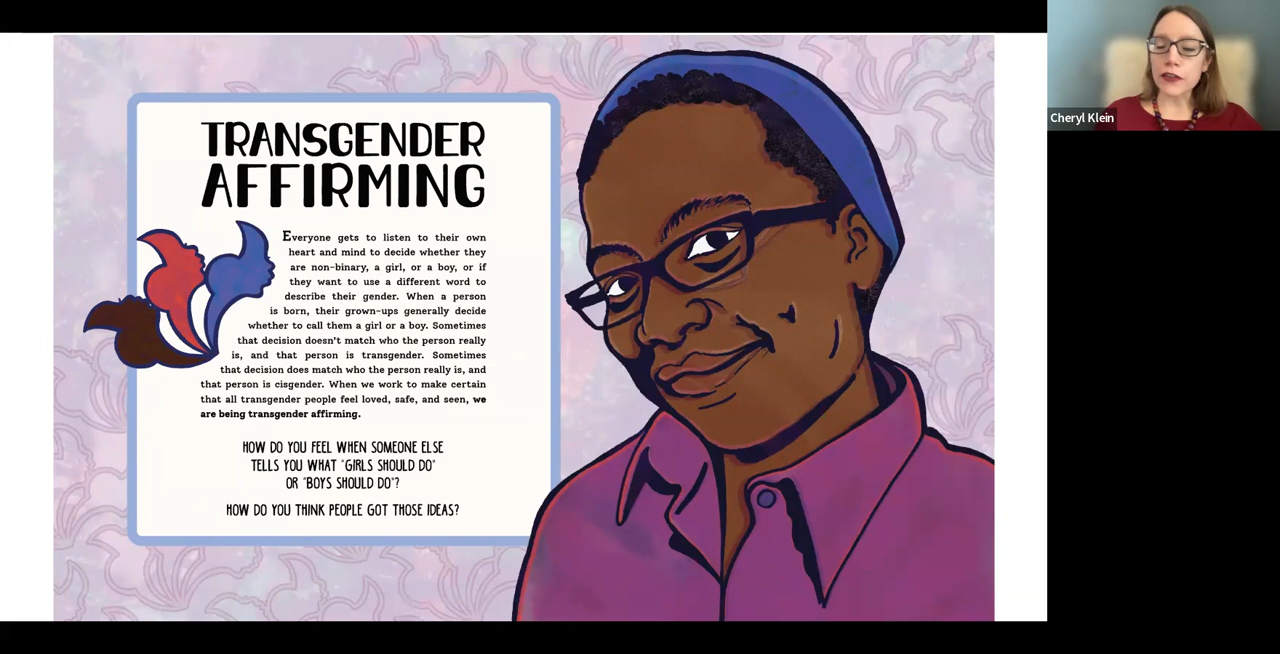 TRANSGENDER
AFFIRMING
Everyone gets to listen to their own
heart and mind to decide whether they
are non-binary, a girl, or a boy, or if
they want to use a different word to
describe their gender. When a person
is born, their grown-ups generally decide
whether to call them a girl or a boy. Sometimes
that decision doesn't match who the person really
is, and that person is transgender. Sometimes
that decision does match who the person really is, and
that person is cisgender. When we work to make certain
that all transgender people feel loved, safe, and seen, we
are being transgender affirming.
HOW DO YOU FEEL WHEN SOMEONE ELSE
TELLS YOU WHAT "GIRLS SHOULD DO"
OR "BOYS SHOULD DO"?
HOW DO YOU THINK PEOPLE GOT THOSE IDEAS?
Cheryl Klein